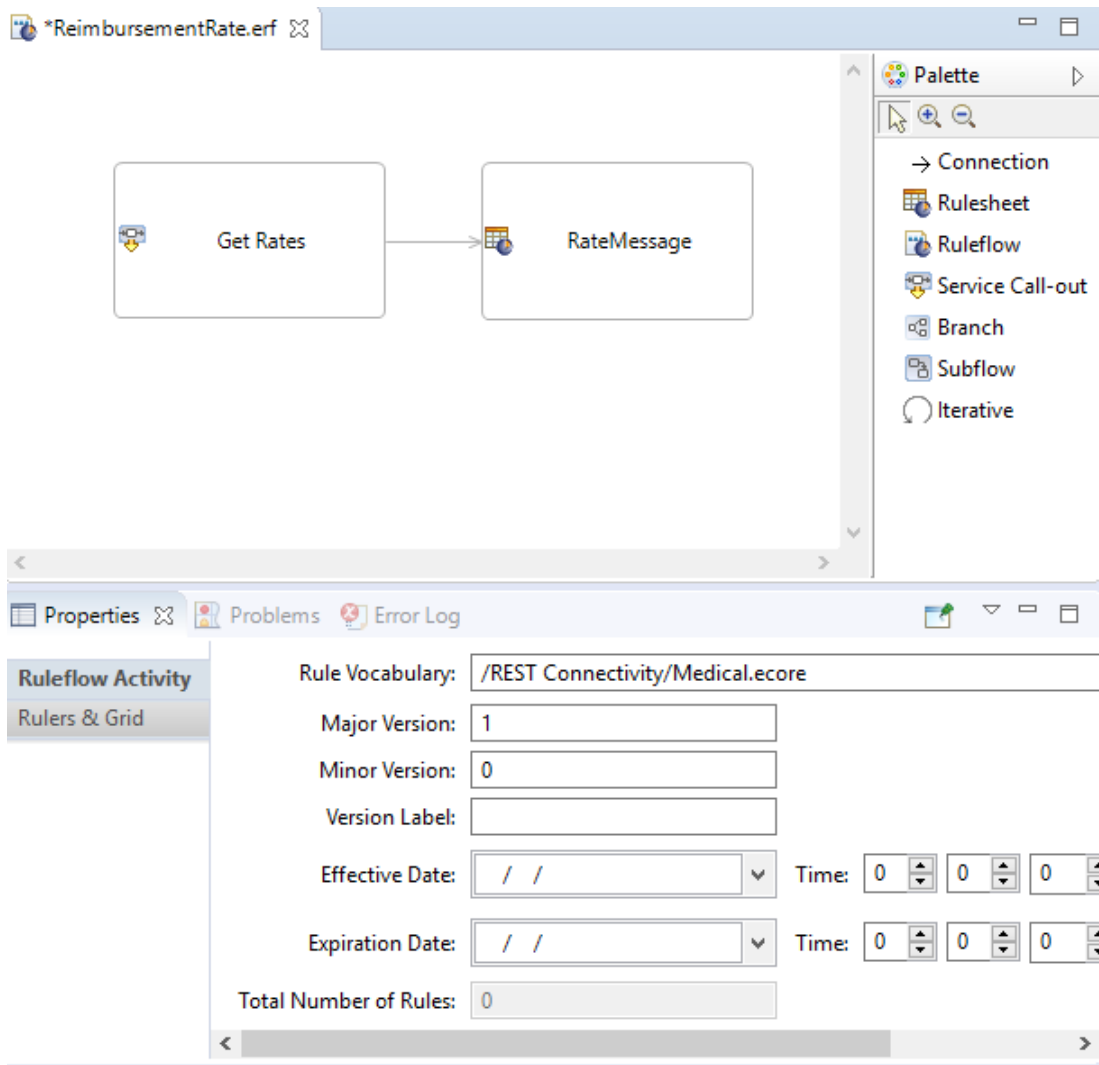 *ReimbursementRate.erf
Palette
Connection
Rulesheet
Ruleflow
Service Call-out
Branch
Subflow
Iterative
Get Rates
RateMessage
Properties
Problems
Error Log
Ruleflow Activity
Rulers & Grid
Rule Vocabulary: /REST Connectivity/Medical.ecore
Major Version: 1
Minor Version: 0
Version Label:
Effective Date: / / Time: 0 0 0
Expiration Date: / / Time: 0 0 0
Total Number of Rules: 0